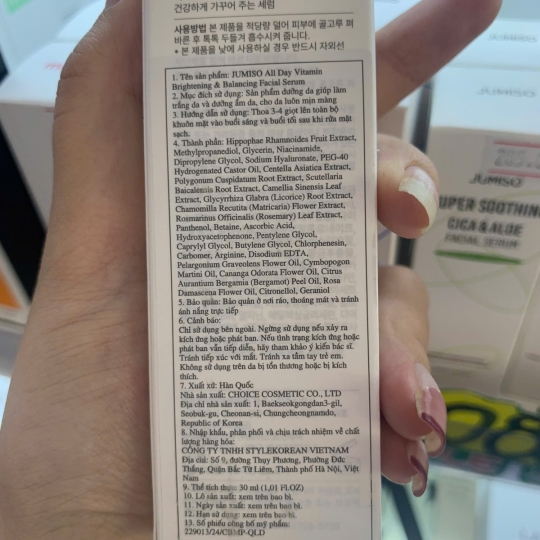 건강하게 가꾸어 주는 세럼
사용방법 본 제품을 적당량 덜어 피부에 골고루 펴
바른 후 톡톡 두들겨 흡수시켜 줍니다.
* 본 제품을 낮에 사용하실 경우 반드시 자외선
1. Tên sản phẩm: JUMISO All Day Vitamin
Brightening & Balancing Facial Serum
2. Mục đích sử dụng: Sản phẩm dưỡng da giúp làm
trắng da và dưỡng ẩm da, cho da luôn mịn màng
3. Hướng dẫn sử dụng: Thoa 3-4 giọt lên toàn bộ
khuôn mặt vào buổi sáng và buổi tối sau khi rửa mặt
sạch.
4. Thành phần: Hippophae Rhamnoides Fruit Extract,
Methylpropanediol, Glycerin, Niacinamide,
Dipropylene Glycol, Sodium Hyaluronate, PEG-40
Hydrogenated Castor Oil, Centella Asiatica Extract,
Polygonum Cuspidatum Root Extract, Scutellaria
Baicalensis Root Extract, Camellia Sinensis Leaf
Extract, Glycyrrhiza Glabra (Licorice) Root Extract,
Chamomilla Recutita (Matricaria) Flower Extract,
Rosmarinus Officinalis (Rosemary) Leaf Extract,
Panthenol, Betaine, Ascorbic Acid,
Hydroxyacetophenone, Pentylene Glycol,
Caprylyl Glycol, Butylene Glycol, Chlorphenesin,
Carbomer, Arginine, Disodium EDTA,
Pelargonium Graveolens Flower Oil, Cymbopogon
Martini Oil, Cananga Odorata Flower Oil, Citrus
Aurantium Bergamia (Bergamot) Peel Oil, Rosa
Damascena Flower Oil, Citronellol, Geraniol
5. Bảo quản: Bảo quản ở nơi ráo, thoáng mát và tránh
ánh nắng trực tiếp
6. Cảnh báo:
Chỉ sử dụng bên ngoài. Ngừng sử dụng nếu xảy ra
kích ứng hoặc phát ban. Nếu tình trạng kích ứng hoặc
phát ban vẫn tiếp diễn, hãy tham khảo ý kiến bác sĩ.
Tránh tiếp xúc với mắt. Tránh xa tầm tay trẻ em.
Không sử dụng trên da bị tổn thương hoặc bị kích
thích.
7. Xuất xứ: Hàn Quốc
Nhà sản xuất: CHOICE COSMETIC CO., LTD
Địa chỉ nhà sản xuất: 1, Baekseokgongdan3-gil,
Seobuk-gu, Cheonan-si, Chungcheongnamdo,
Republic of Korea
8. Nhập khẩu, phân phối và chịu trách nhiệm về chất
lượng hàng hóa:
CÔNG TY TNHH STYLEKOREAN VIETNAM
Địa chỉ: Số 9, đường Thụy Phương, Phường Đức
Thắng, Quận Bắc Từ Liêm, Thành phố Hà Nội, Việt
Nam
9. Thể tích thực: 30 ml (1,01 Fl.OZ)
10. Lô sản xuất: xem trên bao bì.
11. Ngày sản xuất: xem trên bao bì.
12. Hạn sử dụng: xem trên bao bì.
13. Số phiếu công bố mỹ phẩm:
229013/24/CBMP-QLD
JUMISO
JUMISO
UPER SOOTHIN
CICA & ALOE
FACIAL SERUM